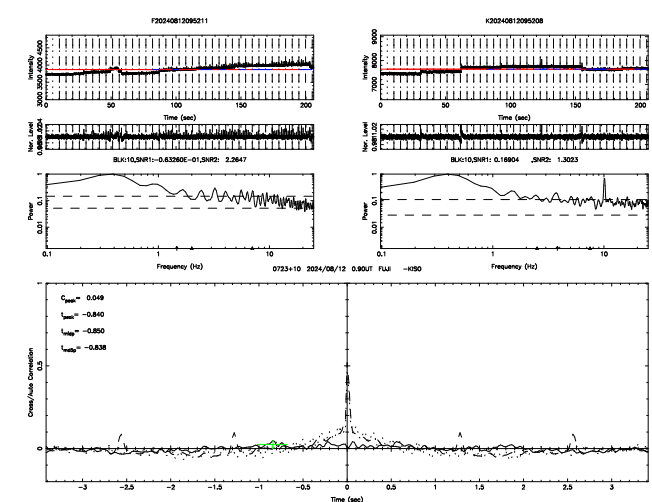 F20240812095211
K20240812095208
Intensity
3000 3500 4000 4500
0
50
100
150
200
Time (sec)
Intensity
7000 8000 9000
0
50
100
150
200
Time (sec)
Nor. Level
Nor. Level
BLK:10,SNR1:-0.63260E-01,SNR2: 2.2647
BLK:10,SNR1: 0.16904 ,SNR2: 1.3023
Power
0.01 0.1 1
0.1
1
10
Frequency (Hz)
Power
0.01 0.1 1
0.1
1
10
Frequency (Hz)
0723+10 2024/08/12 0.90UT FUJI -KISO
Cross/Auto Correlation
0 0.5 1
Cpeak= 0.049
tpeak= -0.840
tmidp= -0.850
-0.838
-3
-2.5
-2
-1.5
-1
-0.5
0
0.5
1
1.5
2
2.5
3
Time (sec)